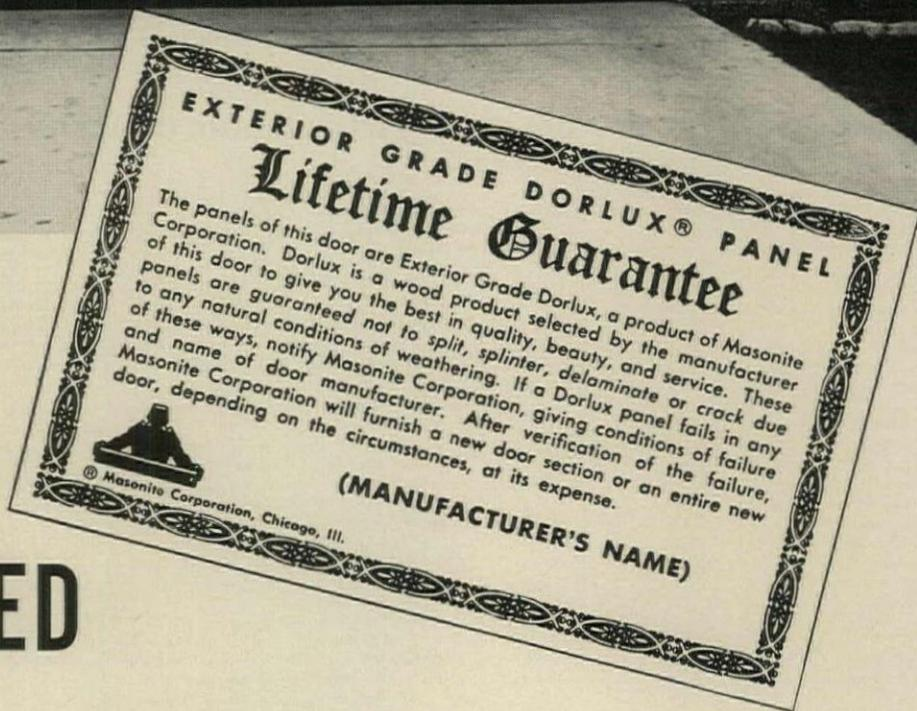 EXTERIOR GRADE DORLUX® PANEL
Lifetime Guarantee
The panels of this door are Exterior Grade Dorlux, a product of Masonite
Corporation. Dorlux is a wood product selected by the manufacturer
of this door to give you the best in quality, beauty, and service. These
panels are guaranteed not to split, splinter, delaminate or crack due
to any natural conditions of weathering. If a Dorlux panel fails in any
of these ways, notify Masonite Corporation, giving conditions of failure
and name of door manufacturer. After verification of the failure,
Masonite Corporation will furnish a new door section or an entire new
door, depending on the circumstances, at its expense.
(MANUFACTURER'S NAME)
® Masonite Corporation, Chicago, Ill.
ED